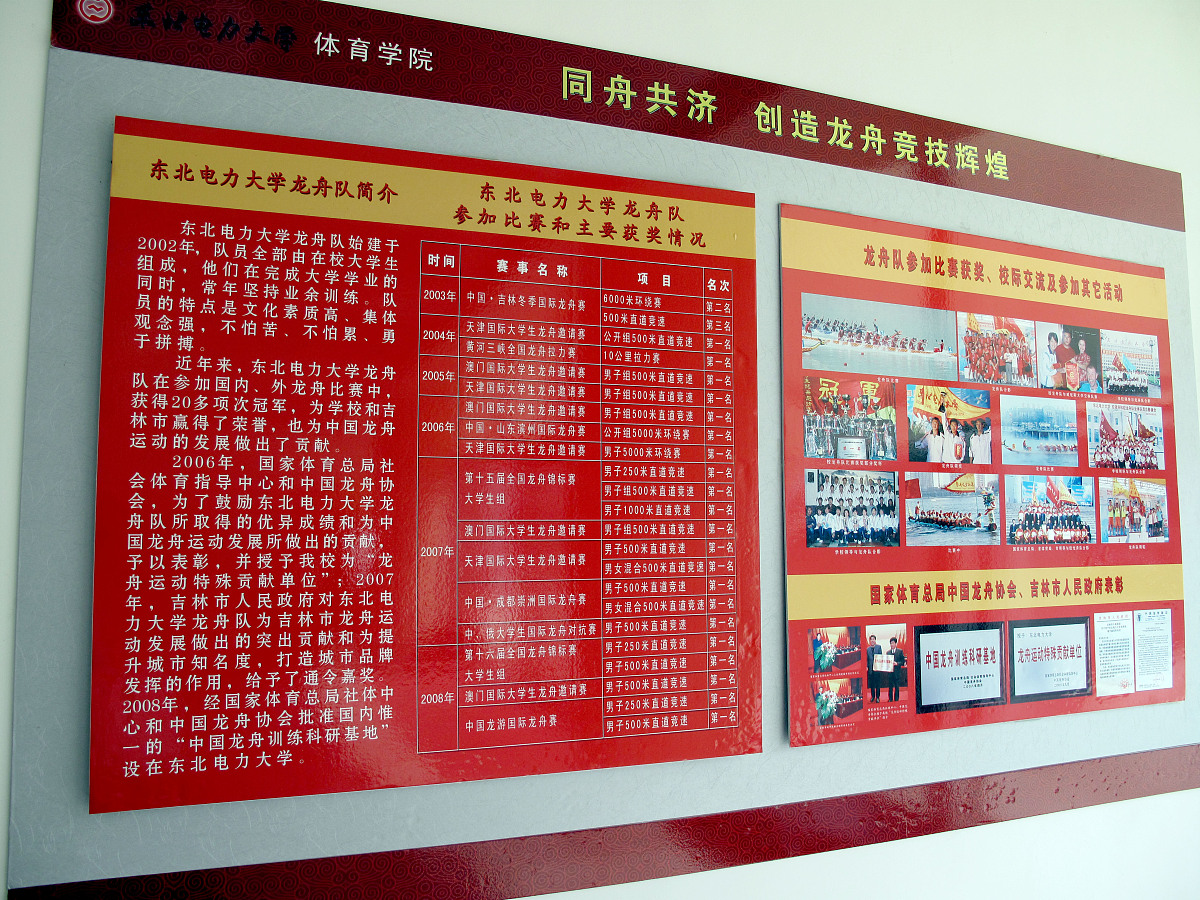 东北电力大学 体育学院
同舟共济 创造龙舟竞技辉煌
东北电力大学龙舟队简介
东北电力大学龙舟队始建于
2002年，队员全部由在校大学生
组成，他们在完成大学学业的
同时，常年坚持业余训练。队
员的特点是文化素质高、集体
观念强，不怕苦、不怕累、勇
于拼搏。
近年来，东北电力大学龙舟
队在参加国内、外龙舟比赛中，
获得20多项次冠军，为学校和吉
林市赢得了荣誉，也为中国龙舟
运动的发展做出了贡献。
2006年，国家体育总局社
会体育指导中心和中国龙舟协
会，为了鼓励东北电力大学龙
舟队所取得的优异成绩和为中
国龙舟运动发展所做出的贡献，
予以表彰，并授予我校为“龙
舟运动特殊贡献单位”；2007
年，吉林市人民政府对东北电
力大学龙舟队为吉林市龙舟运
动发展做出的突出贡献和为提
升城市知名度，打造城市品牌
发挥的作用，给予了通令嘉奖。
2008年，经国家体育总局社体中
心和中国龙舟协会批准国内惟
一的“中国龙舟训练科研基地”
设在东北电力大学。
东北电力大学龙舟队
参加比赛和主要获奖情况
时间 赛事名称 项目 名次
2003年 中国·吉林冬季国际龙舟赛 6000米环绕赛 第二名
500米直道竞速 第三名
2004年 天津国际大学生龙舟邀请赛 公开组500米直道竞速 第一名
黄河三峡全国龙舟拉力赛 10公里拉力赛 第一名
2005年 澳门国际大学生龙舟邀请赛 男子组500米直道竞速 第一名
天津国际大学生龙舟邀请赛 男子组500米直道竞速 第一名
2006年 澳门国际大学生龙舟邀请赛 男子组500米直道竞速 第一名
中国·山东滨州国际龙舟赛 公开组5000米环绕赛 第一名
天津国际大学生龙舟邀请赛 男子5000米环绕赛 第一名
2007年 第十五届全国龙舟锦标赛 男子250米直道竞速 第一名
大学生组 男子组500米直道竞速 第一名
男子1000米直道竞速 第一名
澳门国际大学生龙舟邀请赛 男子组500米直道竞速 第一名
天津国际大学生龙舟邀请赛 男子500米直道竞速 第一名
男女混合500米直道竞速 第一名
中国·成都崇洲国际龙舟赛 男子500米直道竞速 第一名
男女混合500米直道竞速 第一名
中、俄大学生国际龙舟对抗赛 男子500米直道竞速 第一名
2008年 第十六届全国龙舟锦标赛 男子250米直道竞速 第一名
大学生组 男子500米直道竞速 第一名
澳门国际大学生龙舟邀请赛 男子500米直道竞速 第一名
中国龙游国际龙舟赛 男子250米直道竞速 第一名
男子500米直道竞速 第一名
龙舟队参加比赛获奖、校际交流及参加其它活动
冠军
比赛中
国家体育总局中国龙舟协会、吉林市人民政府表彰
中国龙舟训练科研基地
龙舟运动特殊贡献单位